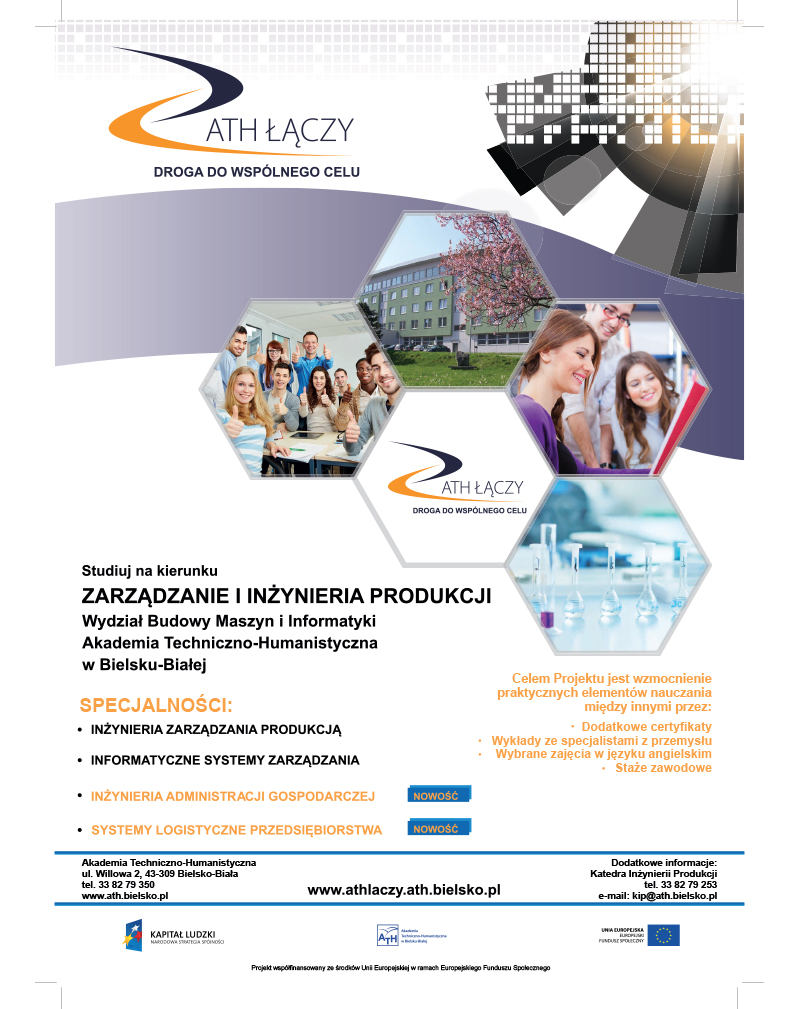 ATH ŁĄCZY
DROGA DO WSPÓLNEGO CELU
ATH ŁĄCZY
DROGA DO WSPÓLNEGO CELU
Studiuj na kierunku
ZARZĄDZANIE I INŻYNIERIA PRODUKCJI
Wydział Budowy Maszyn i Informatyki
Akademia Techniczno-Humanistyczna
w Bielsku-Białej
Celem Projektu jest wzmocnienie
praktycznych elementów nauczania
między innymi przez:
• Dodatkowe certyfikaty
• Wykłady ze specjalistami z przemysłu
• Wybrane zajęcia w języku angielskim
• Staże zawodowe
SPECJALNOŚCI:
• INŻYNIERIA ZARZĄDZANIA PRODUKCJĄ
• INFORMATYCZNE SYSTEMY ZARZĄDZANIA
• INŻYNIERIA ADMINISTRACJI GOSPODARCZEJ NOWOŚĆ
• SYSTEMY LOGISTYCZNE PRZEDSIĘBIORSTWA NOWOŚĆ
Akademia Techniczno-Humanistyczna
ul. Willowa 2, 43-309 Bielsko-Biała
tel. 33 82 79 350
www.ath.bielsko.pl
www.athlaczy.ath.bielsko.pl
Dodatkowe informacje:
Katedra Inżynierii Produkcji
tel. 33 82 79 253
e-mail: kip@ath.bielsko.pl
KAPITAŁ LUDZKI
NARODOWA STRATEGIA SPÓJNOŚCI
ATH
Akademia
Techniczno-Humanistyczna
w Bielsku-Białej
UNIA EUROPEJSKA
EUROPEJSKI
FUNDUSZ SPOŁECZNY
Projekt współfinansowany ze środków Unii Europejskiej w ramach Europejskiego Funduszu Społecznego